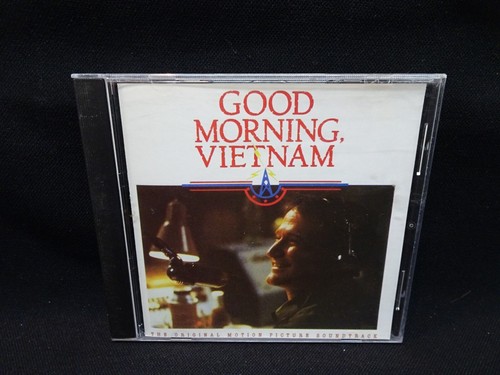 GOOD
MORNING,
VIETNAM
THE ORIGINAL MOTION PICTURE SOUNDTRACK